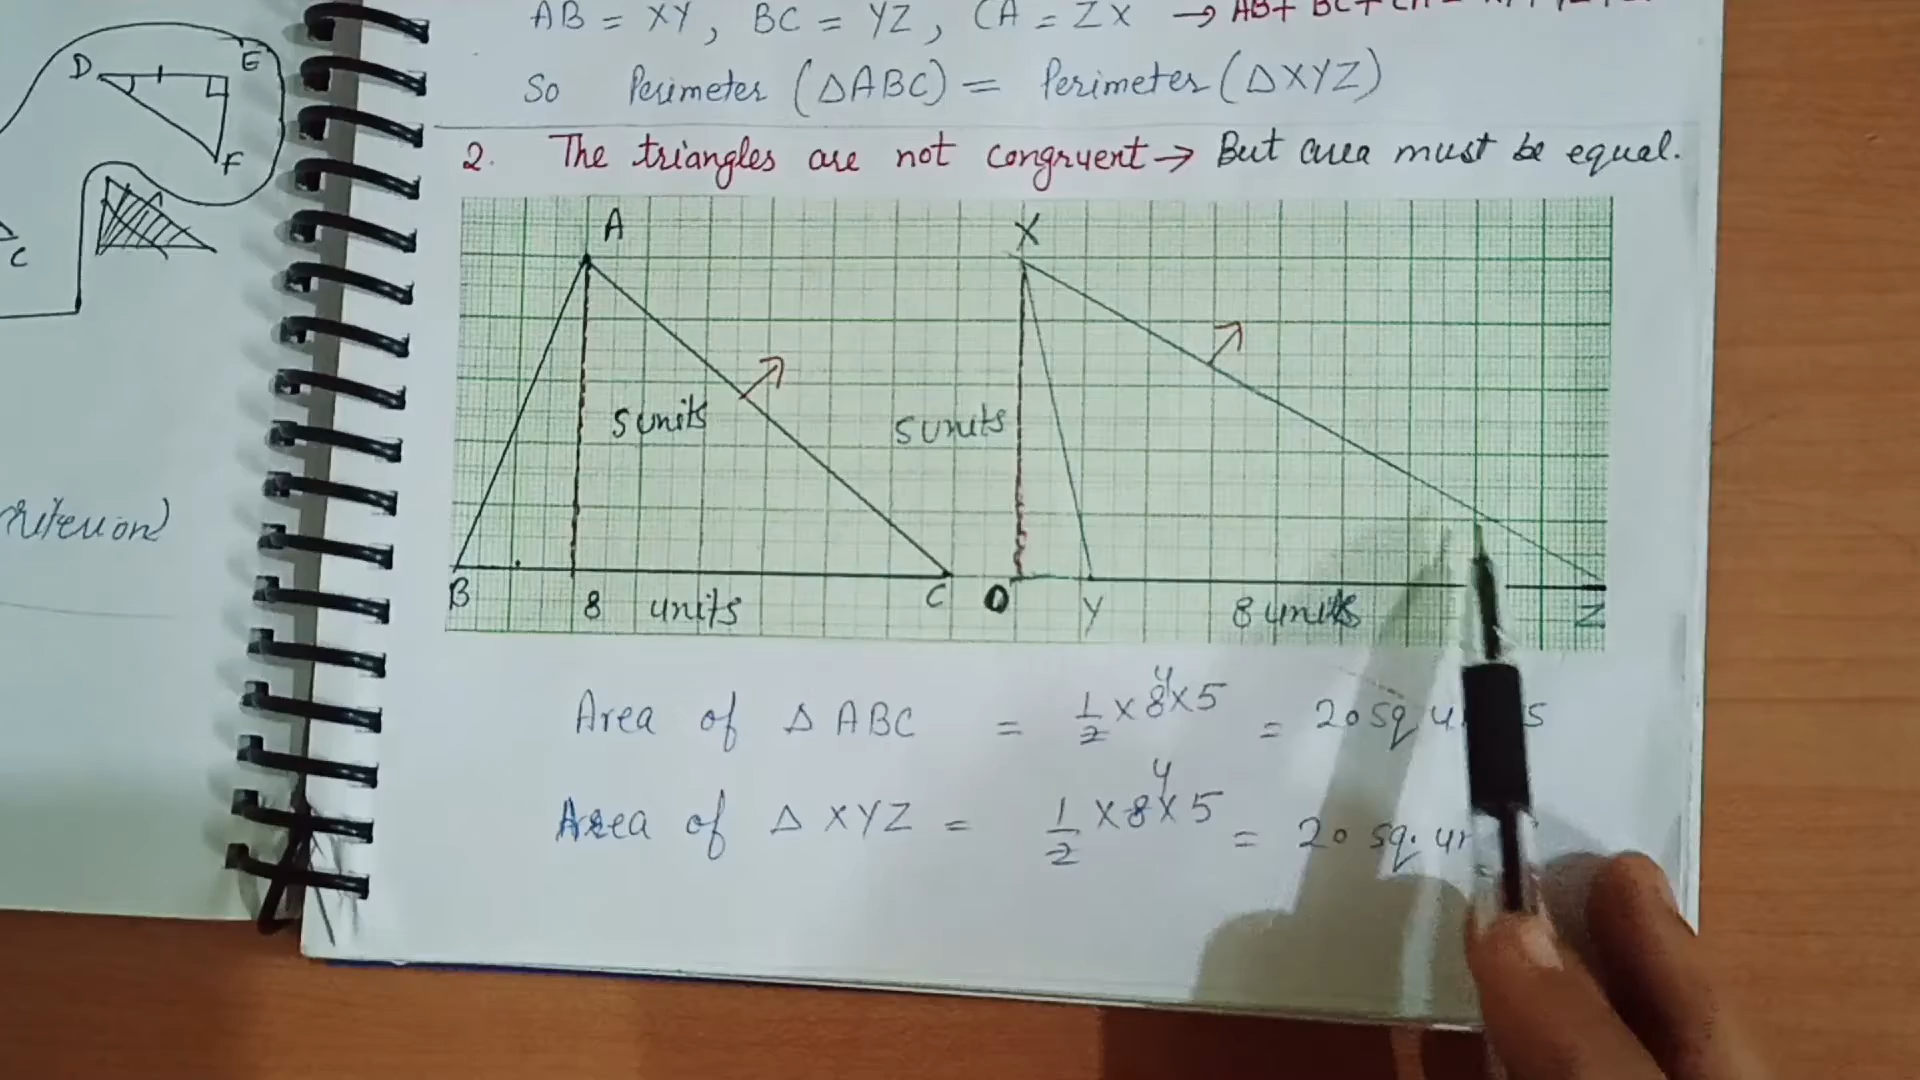 D E
F
C
riterion)
AB = XY, BC = YZ, CA = ZX → AB + BC +
So Perimeter (△ABC) = Perimeter (△XYZ)
2. The triangles are not congruent → But area must be equal.
A X
5 units 5 units
B 8 units C O Y 8 units Z
Area of △ ABC = 1/2 × 8 4 × 5 = 20 sq
Area of △ XYZ = 1/2 × 8 4 × 5 = 20 sq.